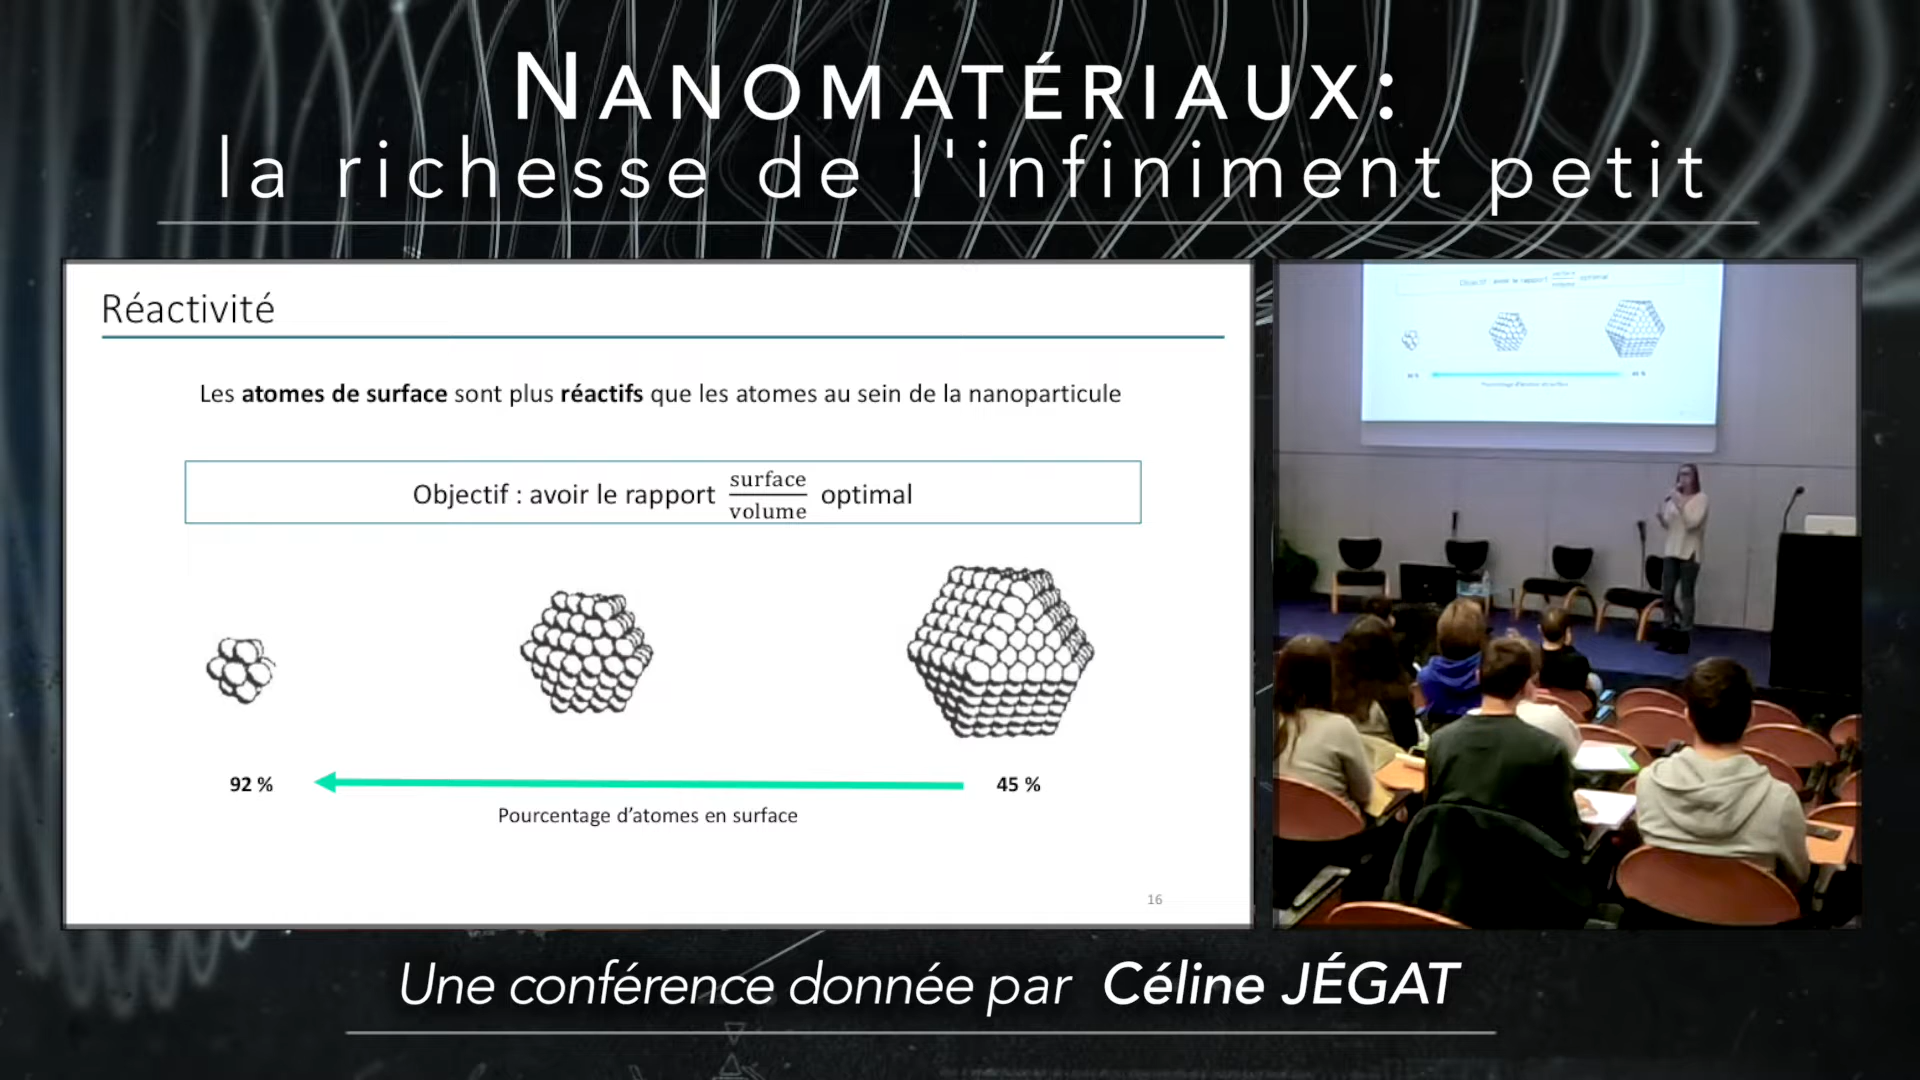 NANOMATÉRIAUX:
la richesse de l'infiniment petit
Réactivité
Les atomes de surface sont plus réactifs que les atomes au sein de la nanoparticule
Objectif : avoir le rapport surface/volume optimal
92 %
45 %
Pourcentage d'atomes en surface
16
Une conférence donnée par Céline JÉGAT